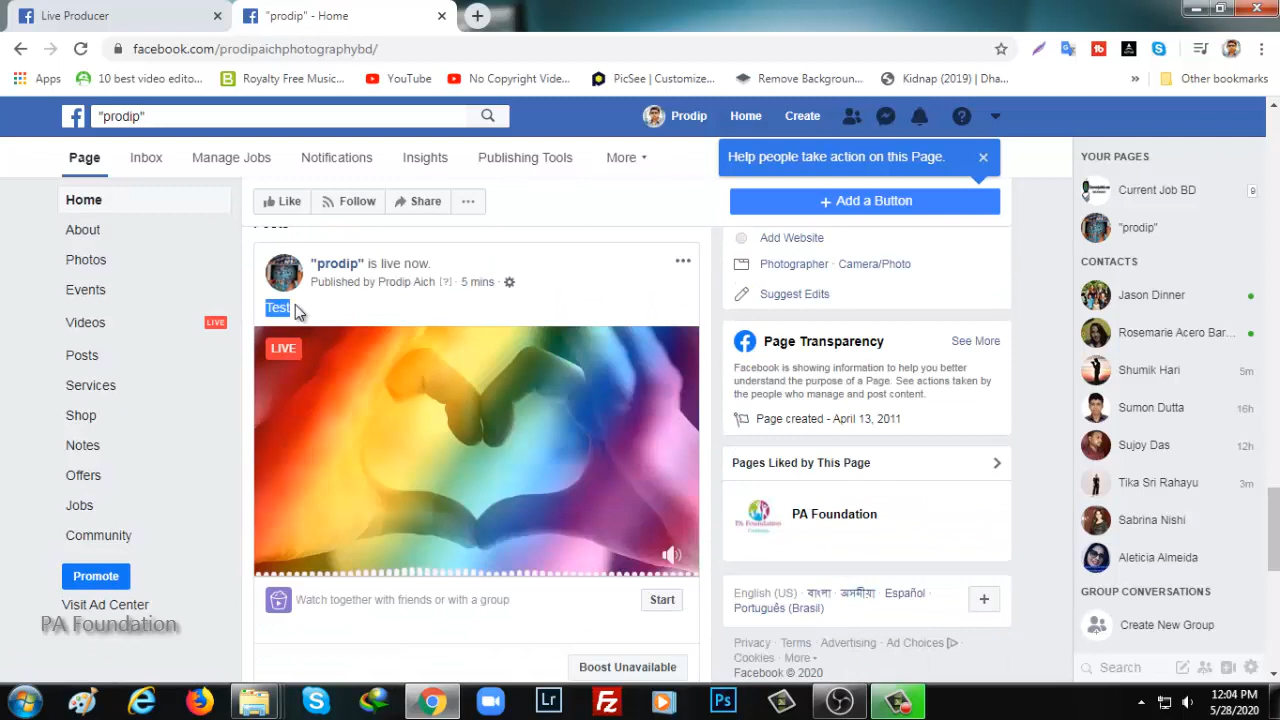 Live Producer
"prodip" - Home
facebook.com/prodipaichphotographybd/
Apps
10 best video edito...
Royalty Free Music...
YouTube
No Copyright Vide...
PicSee | Customize...
Remove Backgroun...
Kidnap (2019) | Dha...
»
Other bookmarks
"prodip"
Prodip
Home
Create
Page
Inbox
Manage Jobs
Notifications
Insights
Publishing Tools
More
Help people take action on this Page.
Like
Follow
Share
+ Add a Button
Home
About
Photos
Events
Videos
LIVE
Posts
Services
Shop
Notes
Offers
Jobs
Community
Promote
Visit Ad Center
PA Foundation
"prodip" is live now.
Published by Prodip Aich [?] · 5 mins ·
Test
LIVE
Watch together with friends or with a group
Start
Boost Unavailable
Add Website
Photographer · Camera/Photo
Suggest Edits
Page Transparency
See More
Facebook is showing information to help you better
understand the purpose of a Page. See actions taken by
the people who manage and post content.
Page created - April 13, 2011
Pages Liked by This Page
PA Foundation
English (US) · বাংলা · অসমীয়া · Español ·
Português (Brasil)
Privacy · Terms · Advertising · Ad Choices ·
Cookies · More
Facebook © 2020
YOUR PAGES
Current Job BD
"prodip"
CONTACTS
Jason Dinner
Rosemarie Acero Bar...
Shumik Hari
5m
Sumon Dutta
16h
Sujoy Das
12h
Tika Sri Rahayu
3m
Sabrina Nishi
Aleticia Almeida
GROUP CONVERSATIONS
Create New Group
Search
Lr
Ps
12:04 PM
5/28/2020